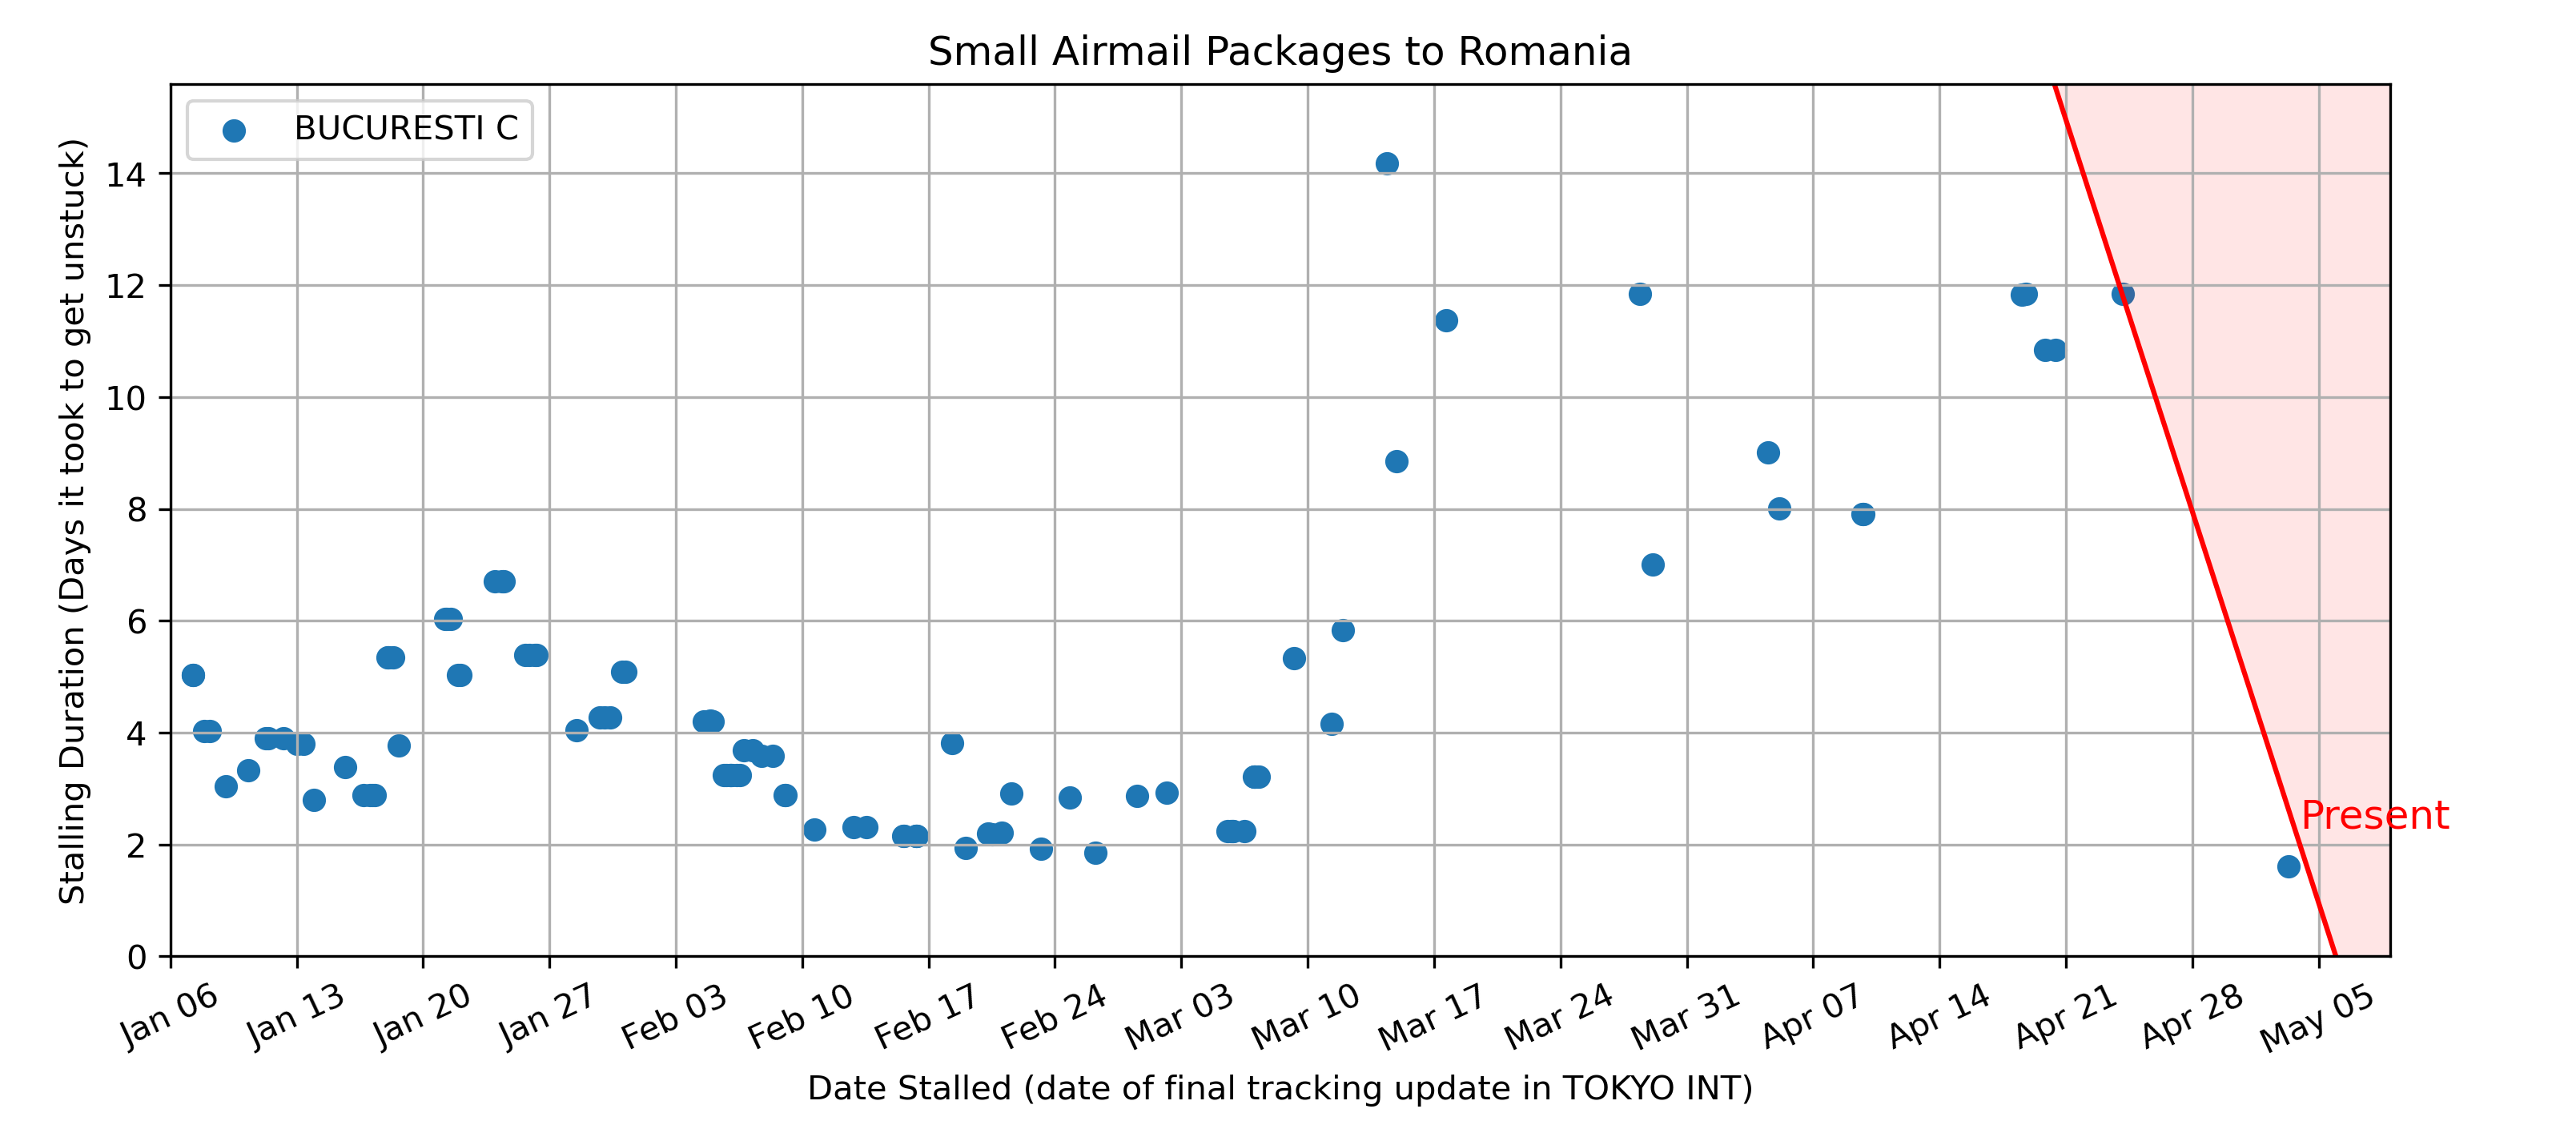 Small Airmail Packages to Romania
BUCURESTI C
Stalling Duration (Days it took to get unstuck)
14
12
10
8
6
4
2
0
Present
Jan 06 Jan 13 Jan 20 Jan 27 Feb 03 Feb 10 Feb 17 Feb 24 Mar 03 Mar 10 Mar 17 Mar 24 Mar 31 Apr 07 Apr 14 Apr 21 Apr 28 May 05
Date Stalled (date of final tracking update in TOKYO INT)